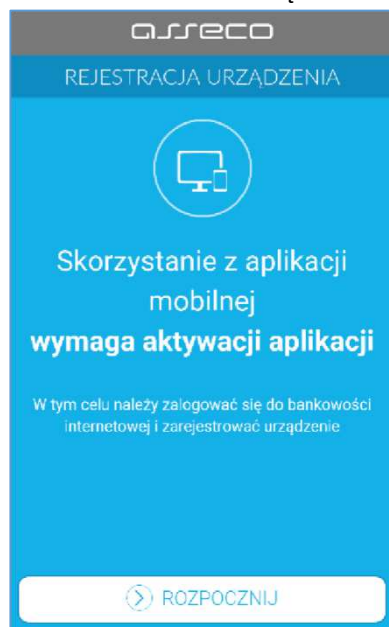 asseco
REJESTRACJA URZĄDZENIA
Skorzystanie z aplikacji
mobilnej
wymaga aktywacji aplikacji
W tym celu należy zalogować się do bankowości
internetowej i zarejestrować urządzenie
ROZPOCZNIJ